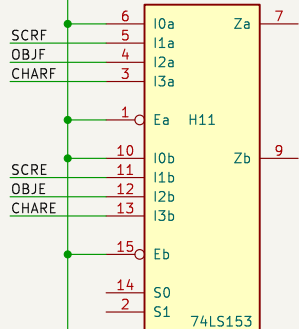 6 I0a Za 7
SCRF 5 I1a
OBJF 4 I2a
CHARF 3 I3a
1 Ea H11
10 I0b Zb 9
SCRE 11 I1b
OBJE 12 I2b
CHARE 13 I3b
15 Eb
14 S0
2 S1
74LS153